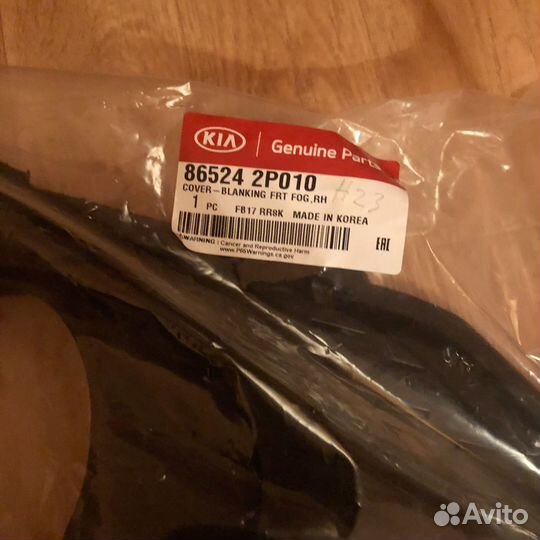 KIA Genuine Parts
86524 2P010
H23
COVER-BLANKING FRT FOG,RH
1 PC FB17 RR8K MADE IN KOREA
WARNING : Cancer and Reproductive Harm
www.P65Warnings.ca.gov
EAC
Avito